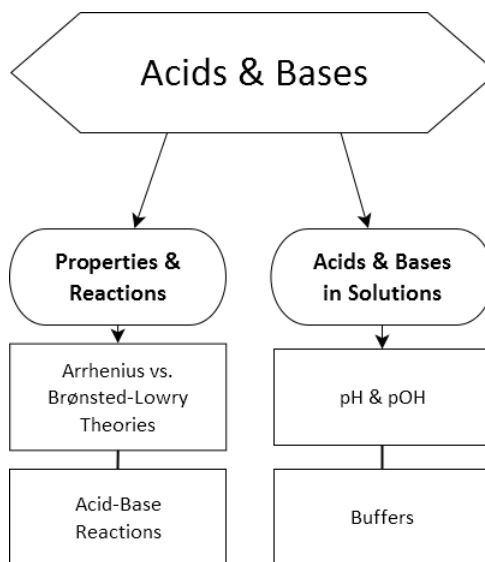 Acids & Bases
Properties &
Reactions
Acids & Bases
in Solutions
Arrhenius vs.
Brønsted-Lowry
Theories
pH & pOH
Acid-Base
Reactions
Buffers